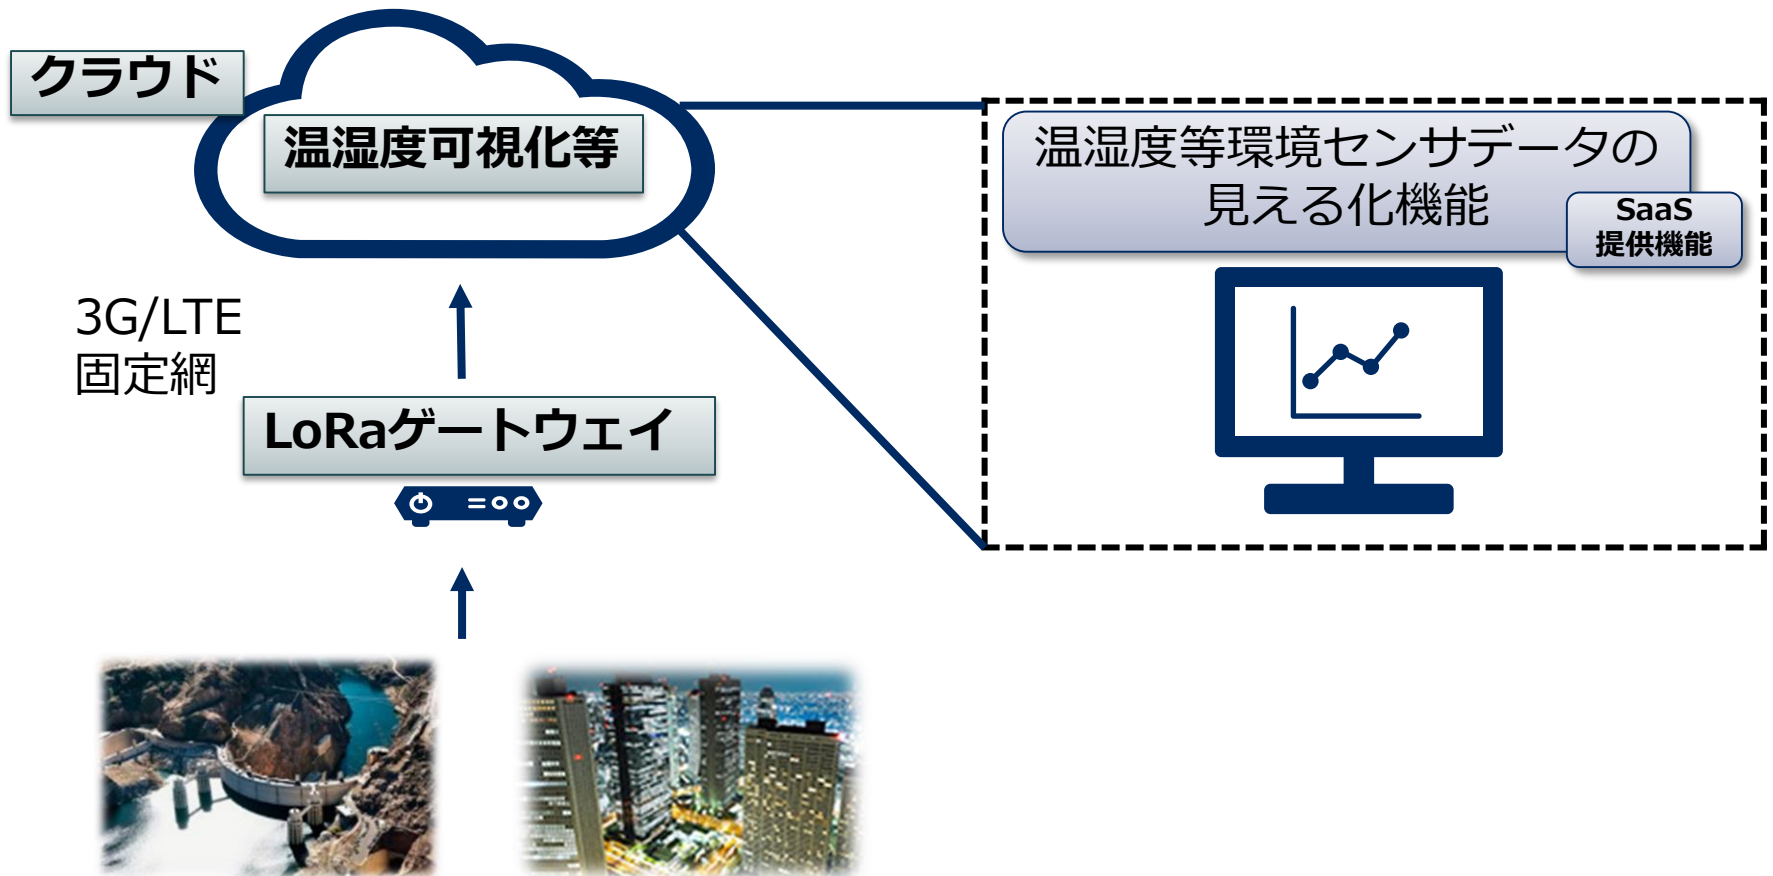 クラウド
温湿度可視化等
温湿度等環境センサデータの
見える化機能
SaaS
提供機能
3G/LTE
固定網
LoRaゲートウェイ